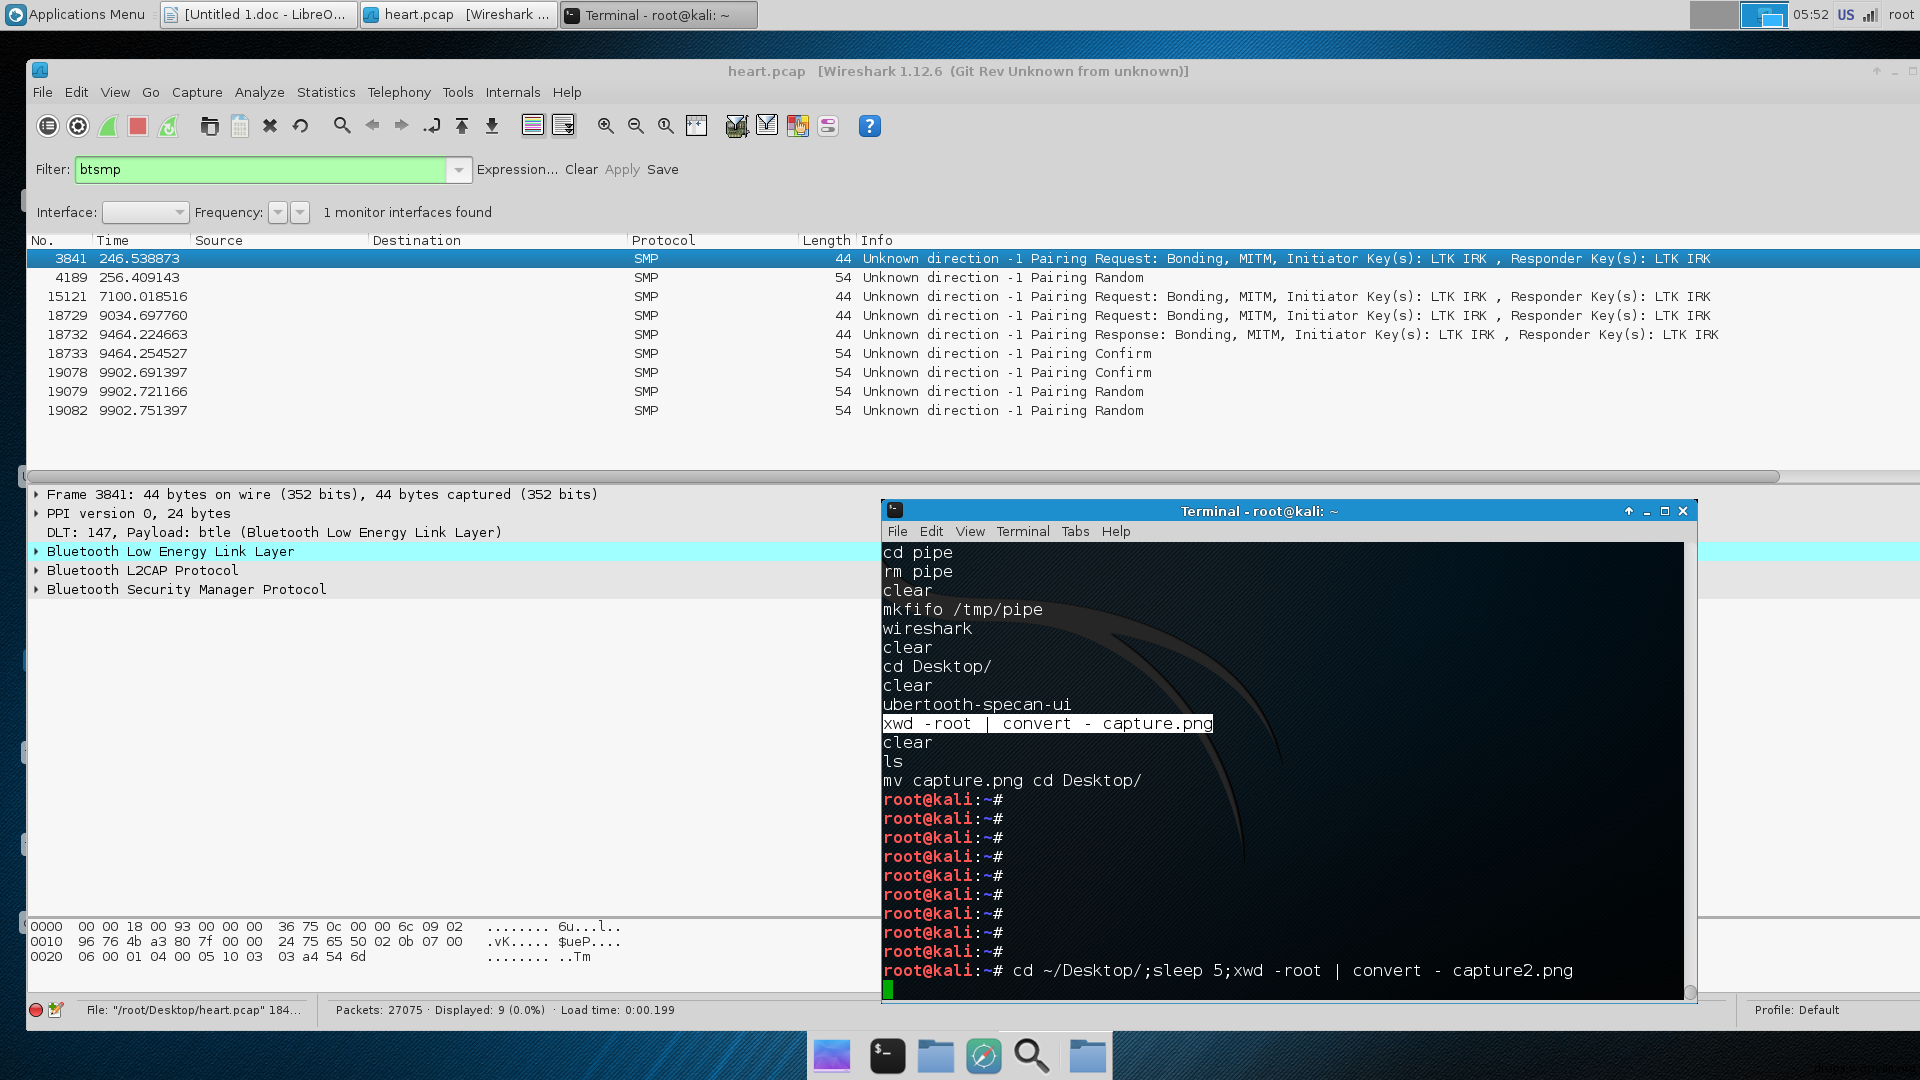 Applications Menu [Untitled 1.doc - LibreO... heart.pcap [Wireshark ... Terminal - root@kali: ~ 05:52 US root
heart.pcap [Wireshark 1.12.6 (Git Rev Unknown from unknown)]
File Edit View Go Capture Analyze Statistics Telephony Tools Internals Help
Filter: btsmp Expression... Clear Apply Save
Interface: Frequency: 1 monitor interfaces found
No. Time Source Destination Protocol Length Info
3841 246.538873 SMP 44 Unknown direction -1 Pairing Request: Bonding, MITM, Initiator Key(s): LTK IRK , Responder Key(s): LTK IRK
4189 256.409143 SMP 54 Unknown direction -1 Pairing Random
15121 7100.018516 SMP 44 Unknown direction -1 Pairing Request: Bonding, MITM, Initiator Key(s): LTK IRK , Responder Key(s): LTK IRK
18729 9034.697760 SMP 44 Unknown direction -1 Pairing Request: Bonding, MITM, Initiator Key(s): LTK IRK , Responder Key(s): LTK IRK
18732 9464.224663 SMP 44 Unknown direction -1 Pairing Response: Bonding, MITM, Initiator Key(s): LTK IRK , Responder Key(s): LTK IRK
18733 9464.254527 SMP 54 Unknown direction -1 Pairing Confirm
19078 9902.691397 SMP 54 Unknown direction -1 Pairing Confirm
19079 9902.721166 SMP 54 Unknown direction -1 Pairing Random
19082 9902.751397 SMP 54 Unknown direction -1 Pairing Random
Frame 3841: 44 bytes on wire (352 bits), 44 bytes captured (352 bits)
PPI version 0, 24 bytes
DLT: 147, Payload: btle (Bluetooth Low Energy Link Layer)
Bluetooth Low Energy Link Layer
Bluetooth L2CAP Protocol
Bluetooth Security Manager Protocol
Terminal - root@kali: ~
File Edit View Terminal Tabs Help
cd pipe
rm pipe
clear
mkfifo /tmp/pipe
wireshark
clear
cd Desktop/
clear
ubertooth-specan-ui
xwd -root | convert - capture.png
clear
ls
mv capture.png cd Desktop/
root@kali:~#
root@kali:~#
root@kali:~#
root@kali:~#
root@kali:~#
root@kali:~#
root@kali:~#
root@kali:~#
root@kali:~#
root@kali:~# cd ~/Desktop/;sleep 5;xwd -root | convert - capture2.png
0000 00 00 18 00 93 00 00 00 36 75 0c 00 00 6c 09 02 ........ 6u...l..
0010 96 76 4b a3 80 7f 00 00 24 75 65 50 02 0b 07 00 .vK..... $ueP....
0020 06 00 01 04 00 05 10 03 03 a4 54 6d ........ ..Tm
File: "/root/Desktop/heart.pcap" 184... Packets: 27075 · Displayed: 9 (0.0%) · Load time: 0:00.199 Profile: Default